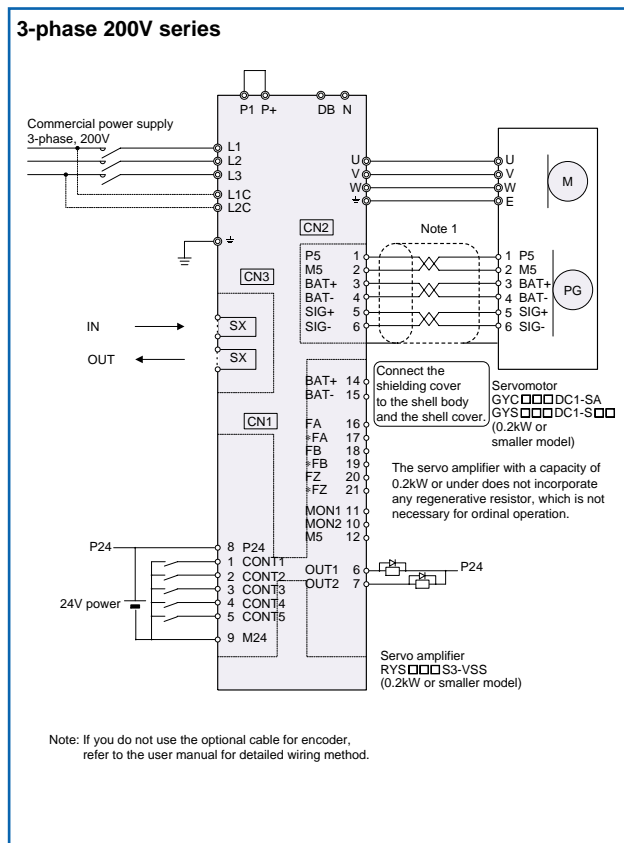 3-phase 200V series
P1 P+ DB N
Commercial power supply
3-phase, 200V
L1
L2
L3
L1C
L2C
U
V
W
U
V
W
E
M
CN2
Note 1
P5 1
M5 2
BAT+ 3
BAT- 4
SIG+ 5
SIG- 6
1 P5
2 M5
3 BAT+
4 BAT-
5 SIG+
6 SIG-
PG
CN3
IN
SX
OUT
SX
Connect the
shielding cover
to the shell body
and the shell cover.
Servomotor
GYC□□□DC1-SA
GYS□□□DC1-S□□
(0.2kW or
smaller model)
BAT+ 14
BAT- 15
CN1
FA 16
*FA 17
FB 18
*FB 19
FZ 20
*FZ 21
The servo amplifier with a capacity of
0.2kW or under does not incorporate
any regenerative resistor, which is not
necessary for ordinal operation.
MON1 11
MON2 10
M5 12
P24
8 P24
1 CONT1
2 CONT2
3 CONT3
4 CONT4
5 CONT5
9 M24
24V power
OUT1 6
OUT2 7
P24
Servo amplifier
RYS□□□S3-VSS
(0.2kW or smaller model)
Note: If you do not use the optional cable for encoder,
refer to the user manual for detailed wiring method.